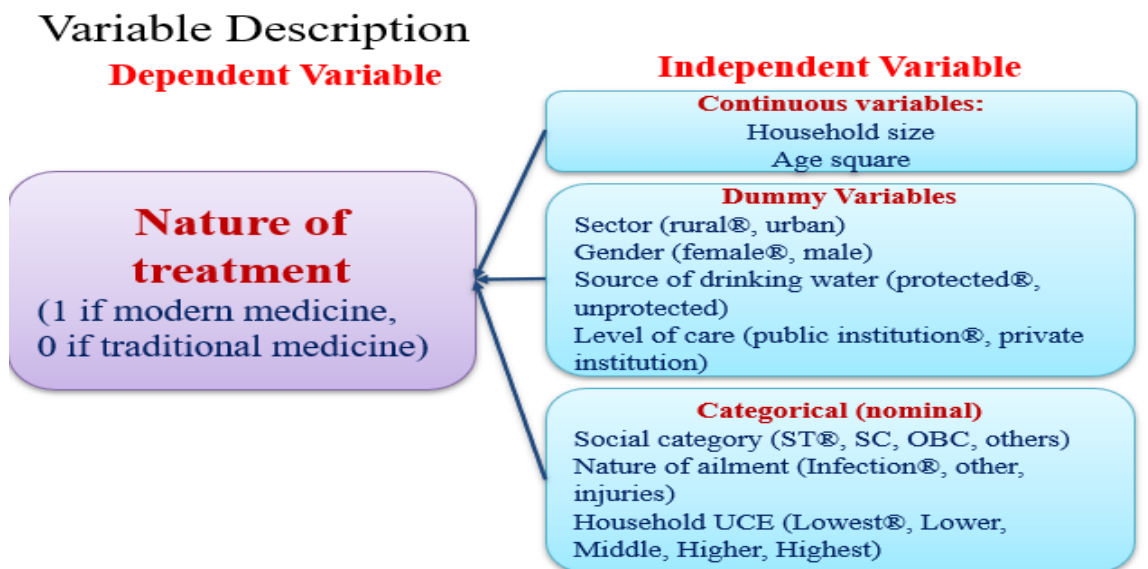 Variable Description
Dependent Variable
Nature of
treatment
(1 if modern medicine,
0 if traditional medicine)
Independent Variable
Continuous variables:
Household size
Age square
Dummy Variables
Sector (rural®, urban)
Gender (female®, male)
Source of drinking water (protected®,
unprotected)
Level of care (public institution®, private
institution)
Categorical (nominal)
Social category (ST®, SC, OBC, others)
Nature of ailment (Infection®, other,
injuries)
Household UCE (Lowest®, Lower,
Middle, Higher, Highest)